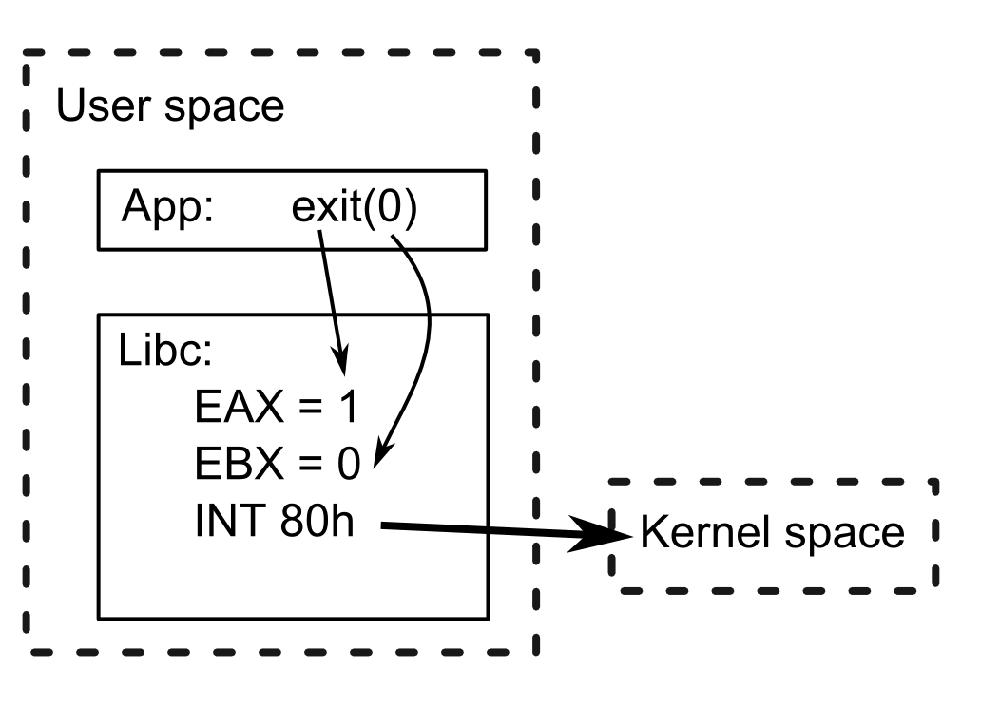 User space
App: exit(0)
Libc:
EAX = 1
EBX = 0
INT 80h
Kernel space